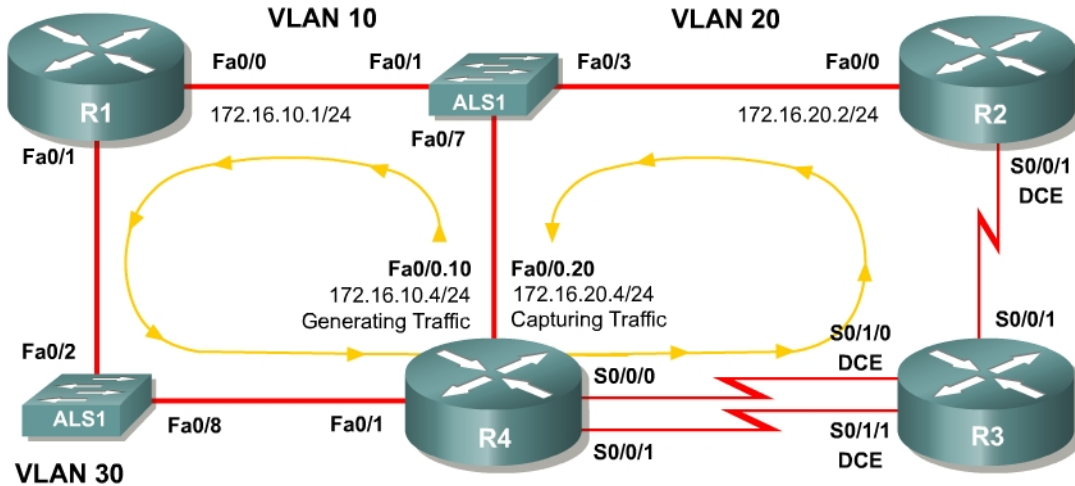 VLAN 10
VLAN 20
Fa0/0
Fa0/1
Fa0/3
Fa0/0
R1
ALS1
R2
172.16.10.1/24
172.16.20.2/24
Fa0/1
Fa0/7
S0/0/1
DCE
Fa0/0.10
172.16.10.4/24
Generating Traffic
Fa0/0.20
172.16.20.4/24
Capturing Traffic
Fa0/2
S0/1/0
DCE
S0/0/1
S0/0/0
ALS1
Fa0/8
Fa0/1
R4
R3
S0/0/1
S0/1/1
DCE
VLAN 30